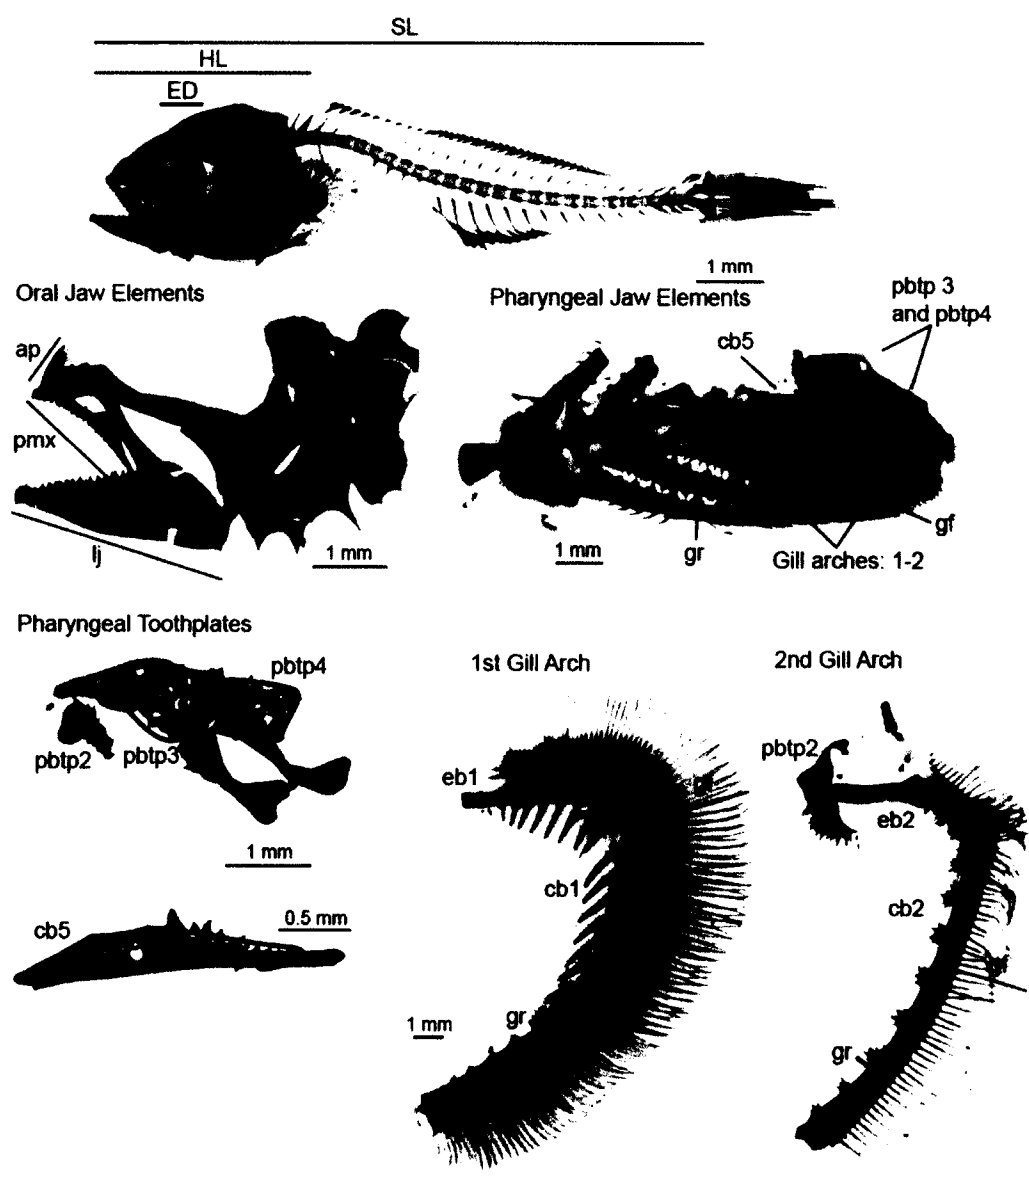 SL
HL
ED
1 mm
Oral Jaw Elements
Pharyngeal Jaw Elements
pbtp 3
and pbtp4
cb5
ap
pmx
lj
1 mm
1 mm
gr
gf
Gill arches: 1-2
Pharyngeal Toothplates
pbtp4
pbtp2
pbtp3
1 mm
cb5
0.5 mm
1st Gill Arch
eb1
cb1
gr
1 mm
2nd Gill Arch
pbtp2
eb2
cb2
gr